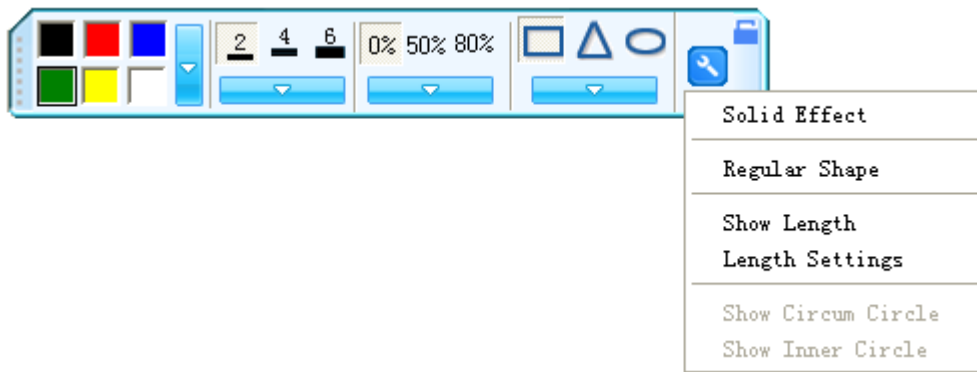 2 4 6 0% 50% 80%
Solid Effect
Regular Shape
Show Length
Length Settings
Show Circum Circle
Show Inner Circle